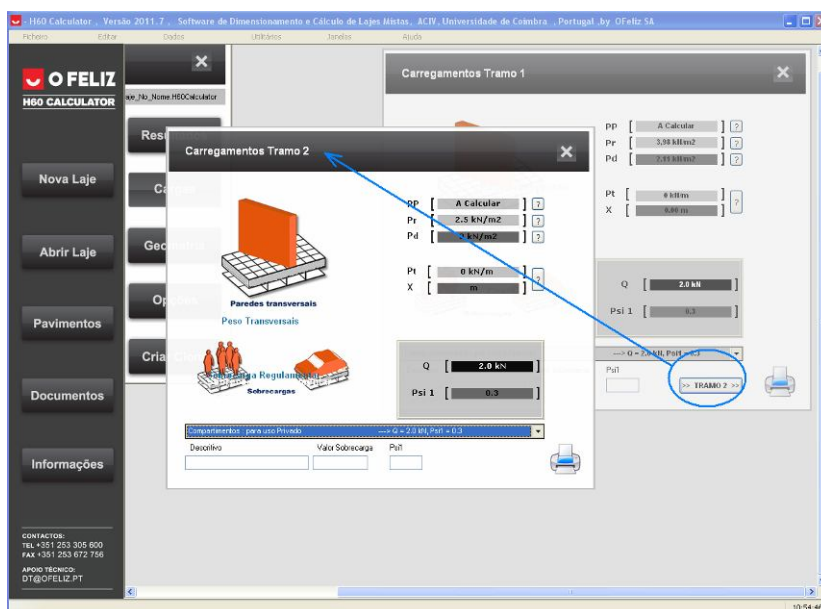 - H60 Calculator , Versão 2011.7 , Software de Dimensionamento e Cálculo de Lajes Mistas, ACIV, Universidade de Coimbra , Portugal .by OFeliz SA
Ficheiro Editar Dados Utilitários Janelas Ajuda
O FELIZ
H60 CALCULATOR
Nova Laje
Abrir Laje
Pavimentos
Documentos
Informações
CONTACTOS:
TEL +351 253 305 600
FAX +351 253 672 756
APOIO TÉCNICO:
DT@OFELIZ.PT
aje_No_Nome.H60Calculator
Carregamentos Tramo 1
PP [ A Calcular ] ?
Pr [ 3,98 kN/m2 ] ?
Pd [ ] ?
Pt [ 0 kN/m ] ?
X [ 0.00 m ]
Q [ 2.0 kN ]
Psi 1 [ 0.3 ]
---> Q = 2.0 kN, Psi1 = 0.3
Psi1
>> TRAMO 2 >>
Carregamentos Tramo 2
PP [ A Calcular ] ?
Pr [ 2.5 kN/m2 ] ?
Pd [ kN/m2 ] ?
Pt [ 0 kN/m ] ?
X [ m ]
Paredes transversais
Peso Transversais
Sobrecargas
Q [ 2.0 kN ]
Psi 1 [ 0.3 ]
Compartimentos : para uso Privado ---> Q = 2.0 kN, Psi1 = 0.3
Descritivo Valor Sobrecarga Psi1
10:54:46